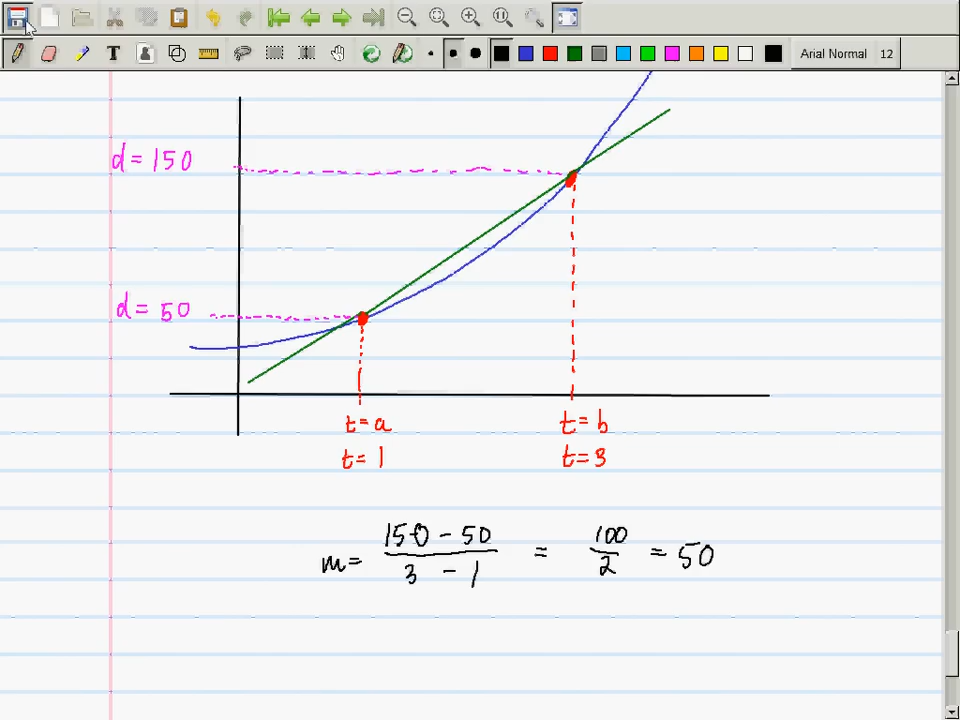 T
Arial Normal 12
d = 150
d = 50
t = a t = b
t = 1 t = 3
m = 150 - 50 / 3 - 1 = 100 / 2 = 50